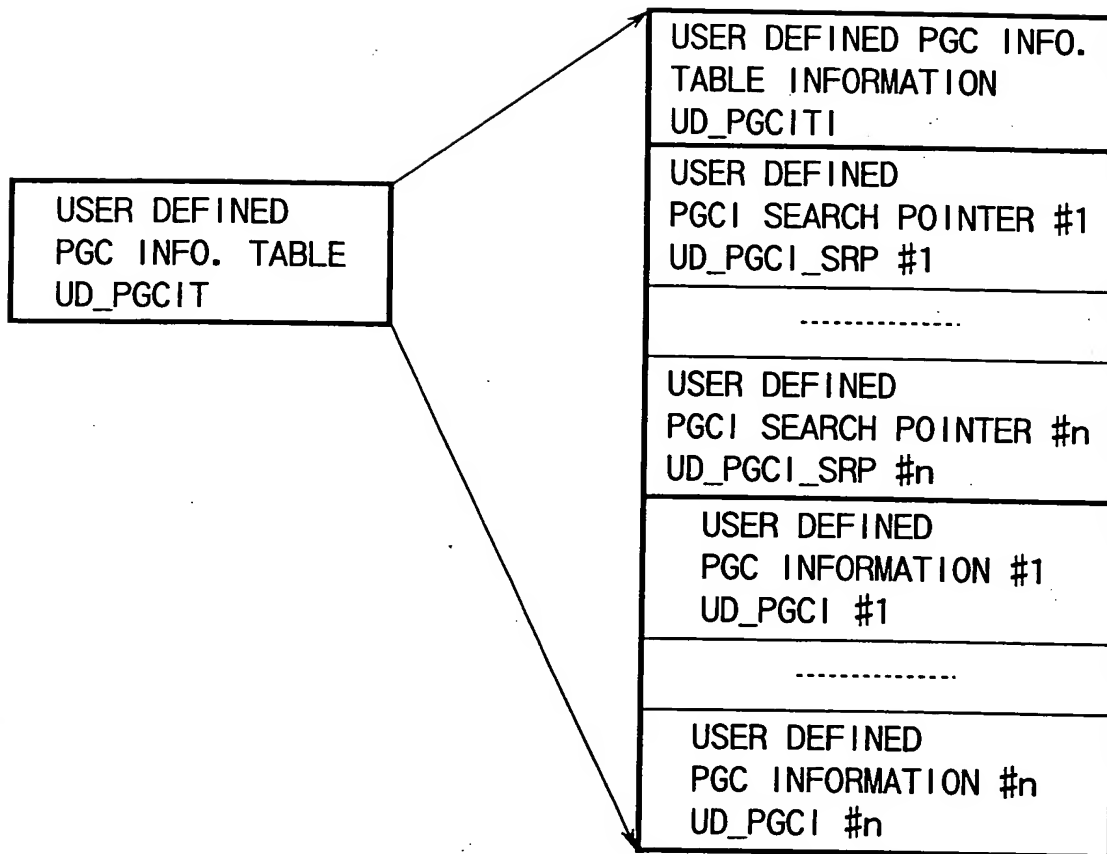 USER DEFINED
PGC INFO. TABLE
UD_PGCIT
USER DEFINED PGC INFO.
TABLE INFORMATION
UD_PGCITI
USER DEFINED
PGCI SEARCH POINTER #1
UD_PGCI_SRP #1
---------------
USER DEFINED
PGCI SEARCH POINTER #n
UD_PGCI_SRP #n
USER DEFINED
PGC INFORMATION #1
UD_PGCI #1
---------------
USER DEFINED
PGC INFORMATION #n
UD_PGCI #n